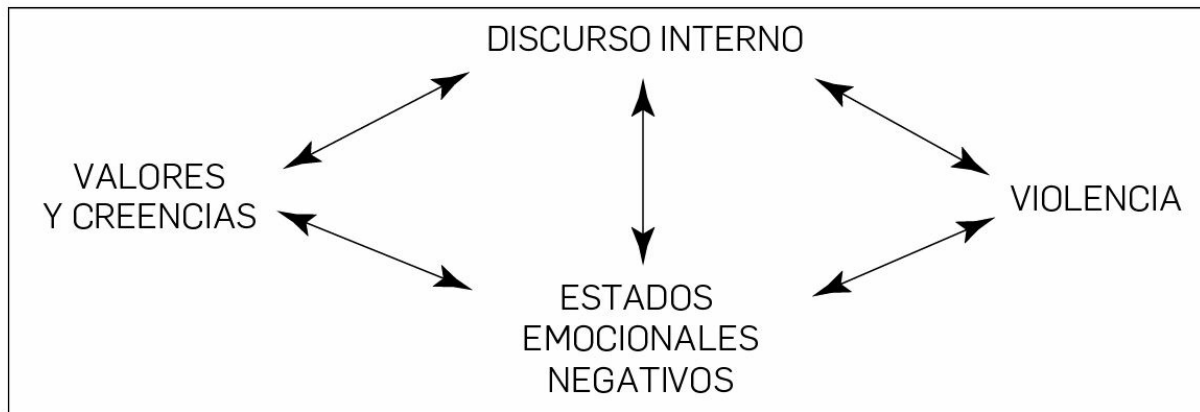 DISCURSO INTERNO
VALORES
Y CREENCIAS
VIOLENCIA
ESTADOS
EMOCIONALES
NEGATIVOS